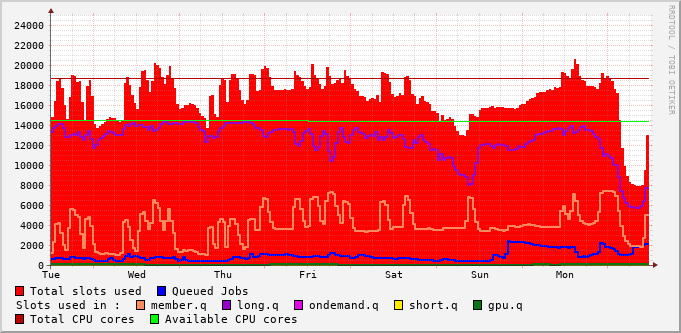 RRDTOOL / TOBI OETIKER
24000
22000
20000
18000
16000
14000
12000
10000
8000
6000
4000
2000
0
Tue Wed Thu Fri Sat Sun Mon
Total slots used Queued Jobs
Slots used in : member.q long.q ondemand.q short.q gpu.q
Total CPU cores Available CPU cores